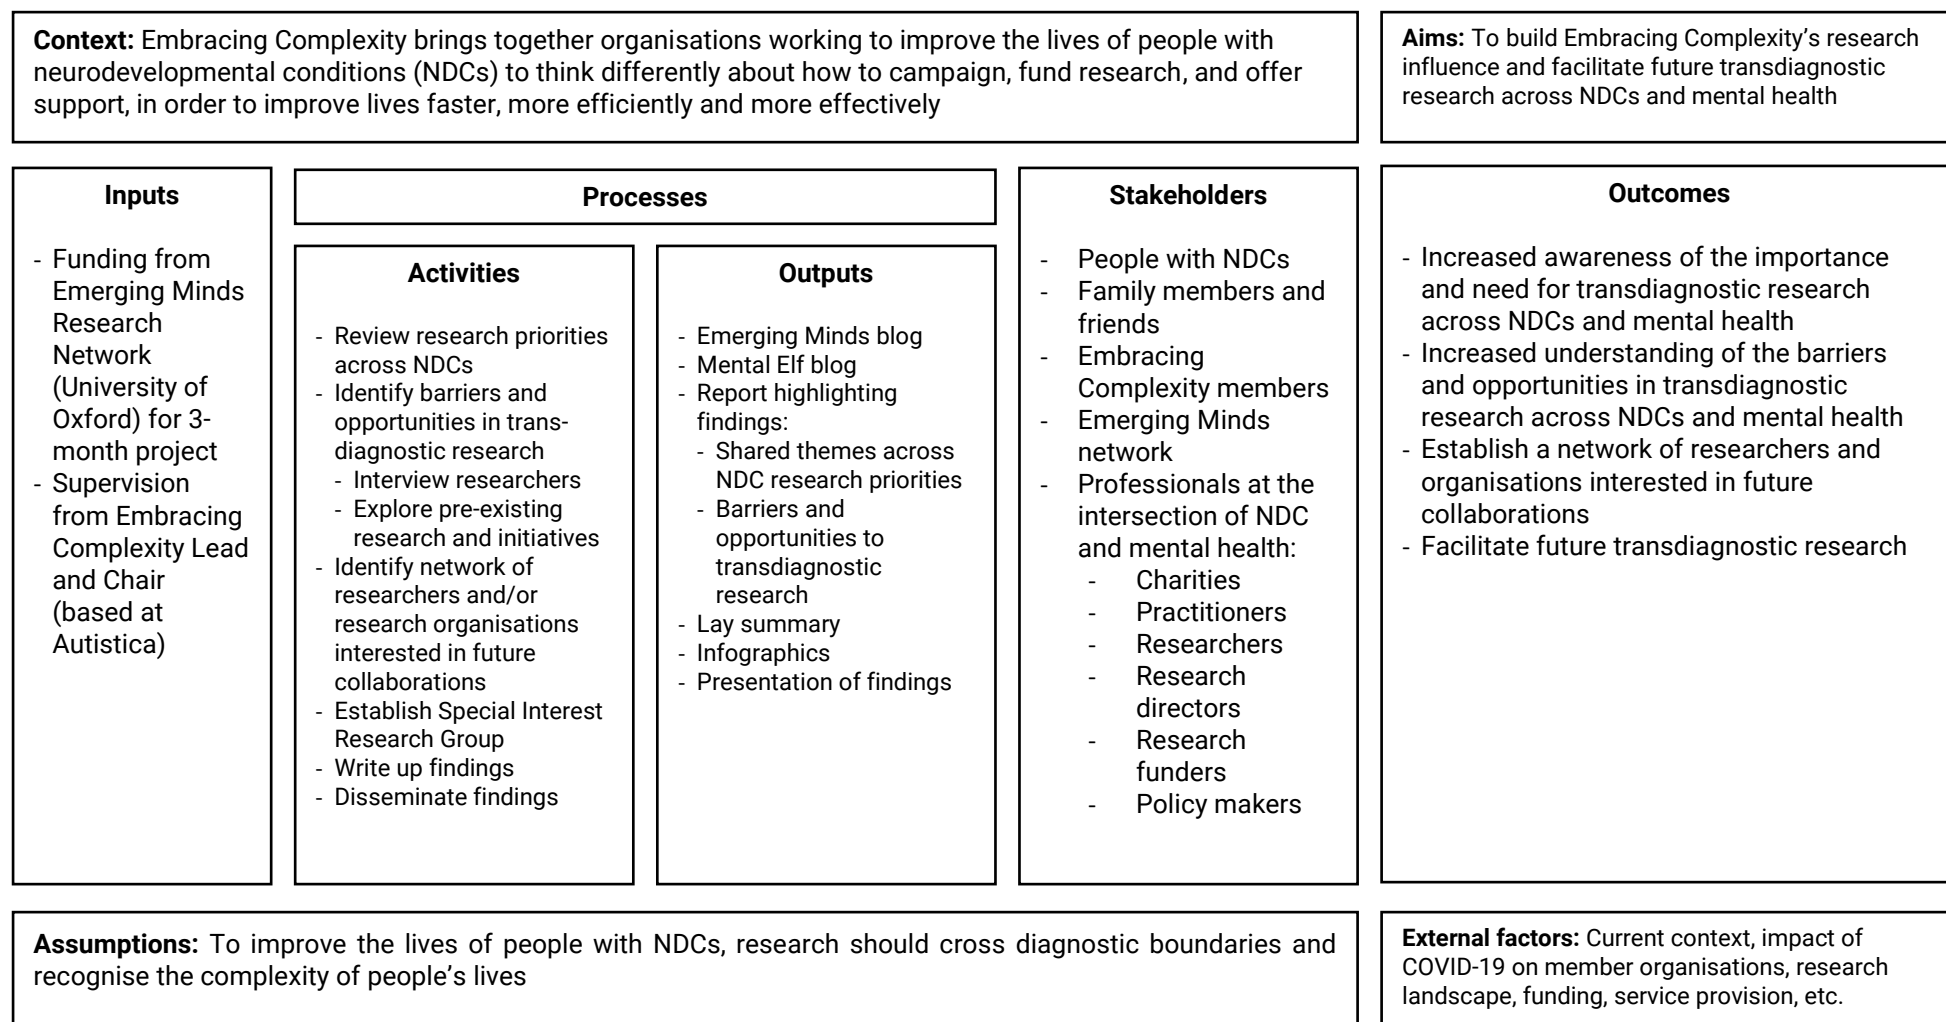 Context: Embracing Complexity brings together organisations working to improve the lives of people with
neurodevelopmental conditions (NDCs) to think differently about how to campaign, fund research, and offer
support, in order to improve lives faster, more efficiently and more effectively
Aims: To build Embracing Complexity’s research
influence and facilitate future transdiagnostic
research across NDCs and mental health
Inputs
- Funding from
Emerging Minds
Research
Network
(University of
Oxford) for 3-
month project
- Supervision
from Embracing
Complexity Lead
and Chair
(based at
Autistica)
Processes
Activities
- Review research priorities
across NDCs
- Identify barriers and
opportunities in trans-
diagnostic research
- Interview researchers
- Explore pre-existing
research and initiatives
- Identify network of
researchers and/or
research organisations
interested in future
collaborations
- Establish Special Interest
Research Group
- Write up findings
- Disseminate findings
Outputs
- Emerging Minds blog
- Mental Elf blog
- Report highlighting
findings:
- Shared themes across
NDC research priorities
- Barriers and
opportunities to
transdiagnostic
research
- Lay summary
- Infographics
- Presentation of findings
Stakeholders
- People with NDCs
- Family members and
friends
- Embracing
Complexity members
- Emerging Minds
network
- Professionals at the
intersection of NDC
and mental health:
- Charities
- Practitioners
- Researchers
- Research
directors
- Research
funders
- Policy makers
Outcomes
- Increased awareness of the importance
and need for transdiagnostic research
across NDCs and mental health
- Increased understanding of the barriers
and opportunities in transdiagnostic
research across NDCs and mental health
- Establish a network of researchers and
organisations interested in future
collaborations
- Facilitate future transdiagnostic research
Assumptions: To improve the lives of people with NDCs, research should cross diagnostic boundaries and
recognise the complexity of people’s lives
External factors: Current context, impact of
COVID-19 on member organisations, research
landscape, funding, service provision, etc.